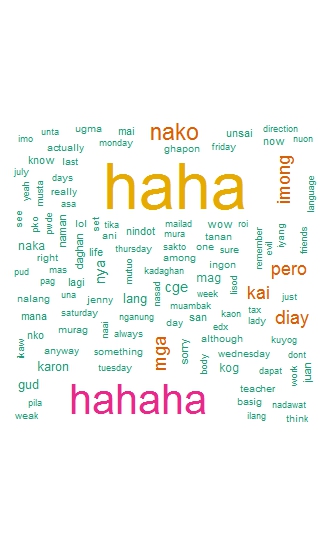 imo unta ugma mai nako unsai direction
now nuon
actually monday ghapon friday
know last
july days yeah musta really asa
haha
imong language
see pko pwde naman daghan lol set tika ani nindot mailad mura wow roi
tanan
naka right life thursday sakto one sure
among remember evil iyang friends
pud mas pag lagi nya mutuo kadaghan ingon pero
nalang una jenny lang nasad cge mag lisod kai just
week
mana saturday nganung muambak san kaon tax diay
day edx lady
ikaw nko murag naai always although kuyog
anyway something mga sorry body wednesday dont
karon tuesday kog dapat work juan
gud hahaha teacher
pila basig nadawat
weak ilang think